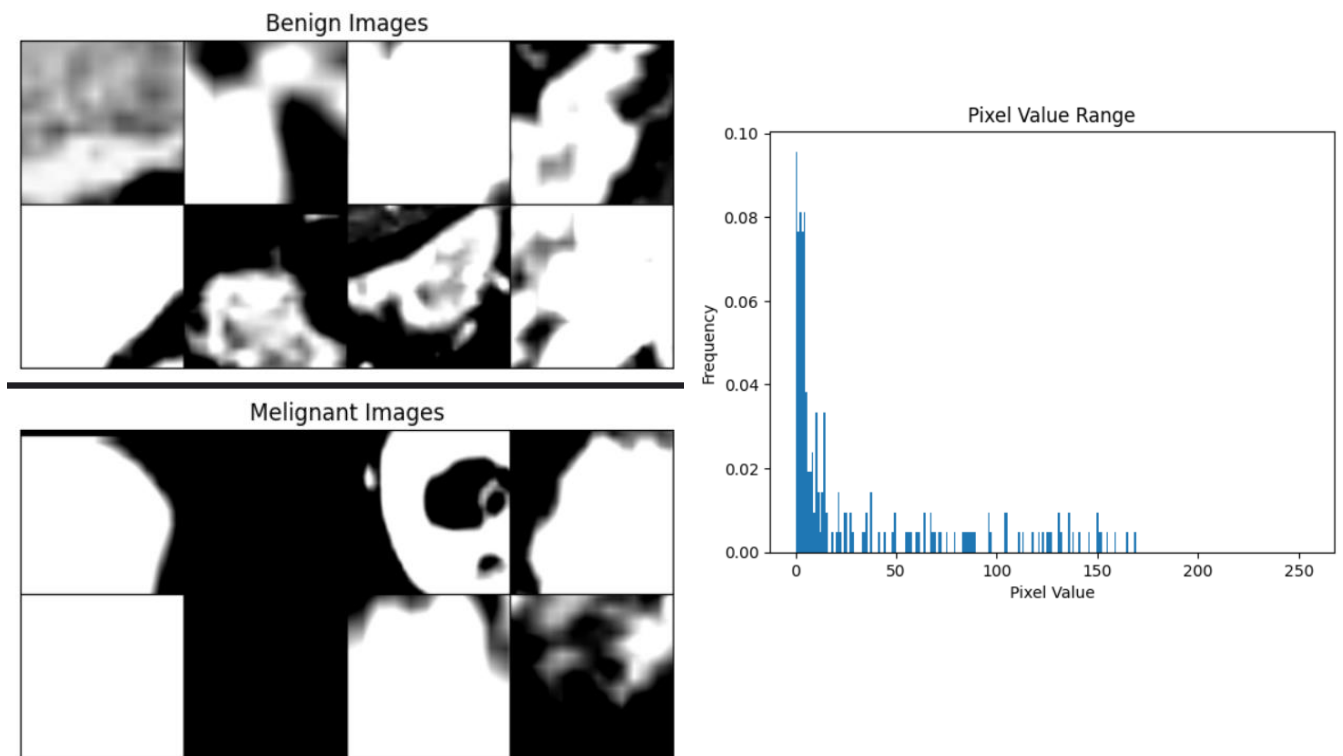 Benign Images
Melignant Images
Pixel Value Range
0.10
0.08
0.06
0.04
0.02
0.00
Frequency
0
50
100
150
200
250
Pixel Value